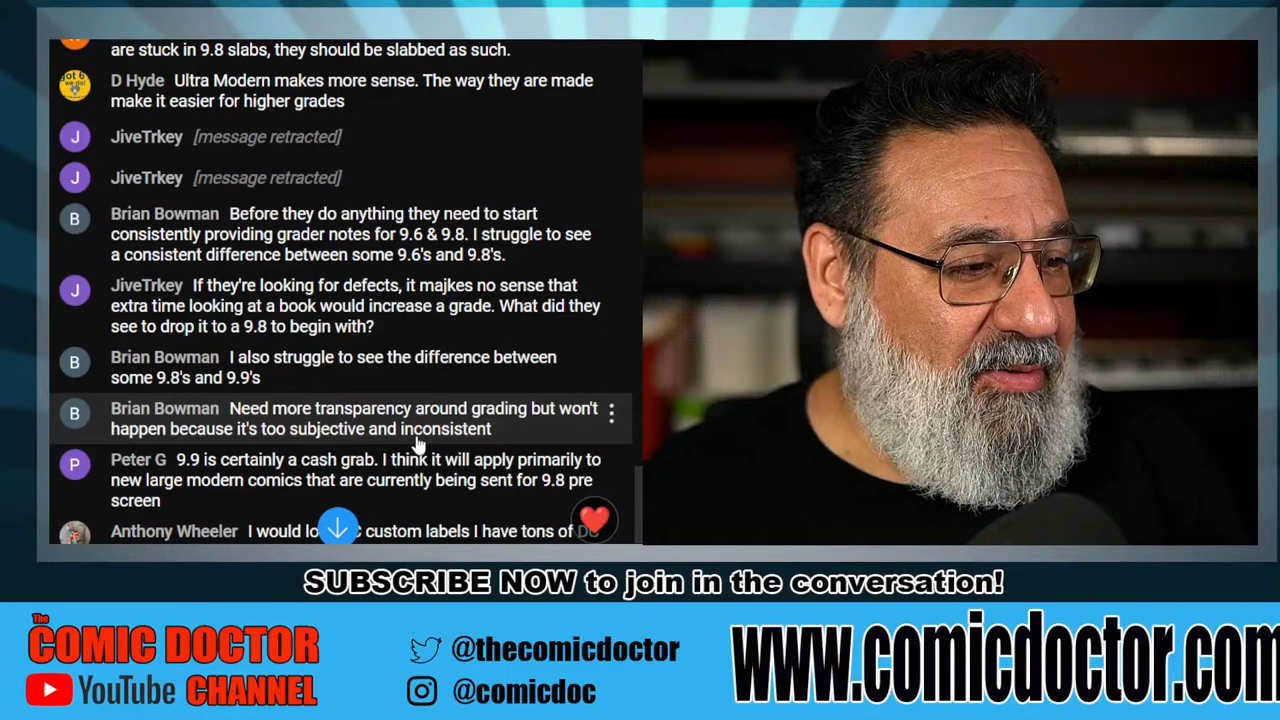 are stuck in 9.8 slabs, they should be slabbed as such.
D Hyde Ultra Modern makes more sense. The way they are made
make it easier for higher grades
J JiveTrkey [message retracted]
J JiveTrkey [message retracted]
B Brian Bowman Before they do anything they need to start
consistently providing grader notes for 9.6 & 9.8. I struggle to see
a consistent difference between some 9.6's and 9.8's.
J JiveTrkey If they're looking for defects, it majkes no sense that
extra time looking at a book would increase a grade. What did they
see to drop it to a 9.8 to begin with?
B Brian Bowman I also struggle to see the difference between
some 9.8's and 9.9's
B Brian Bowman Need more transparency around grading but won't
happen because it's too subjective and inconsistent
P Peter G 9.9 is certainly a cash grab. I think it will apply primarily to
new large modern comics that are currently being sent for 9.8 pre
screen
Anthony Wheeler I would custom labels I have tons of
SUBSCRIBE NOW to join in the conversation!
The
COMIC DOCTOR
YouTube CHANNEL
@thecomicdoctor
@comicdoc
www.comicdoctor.com